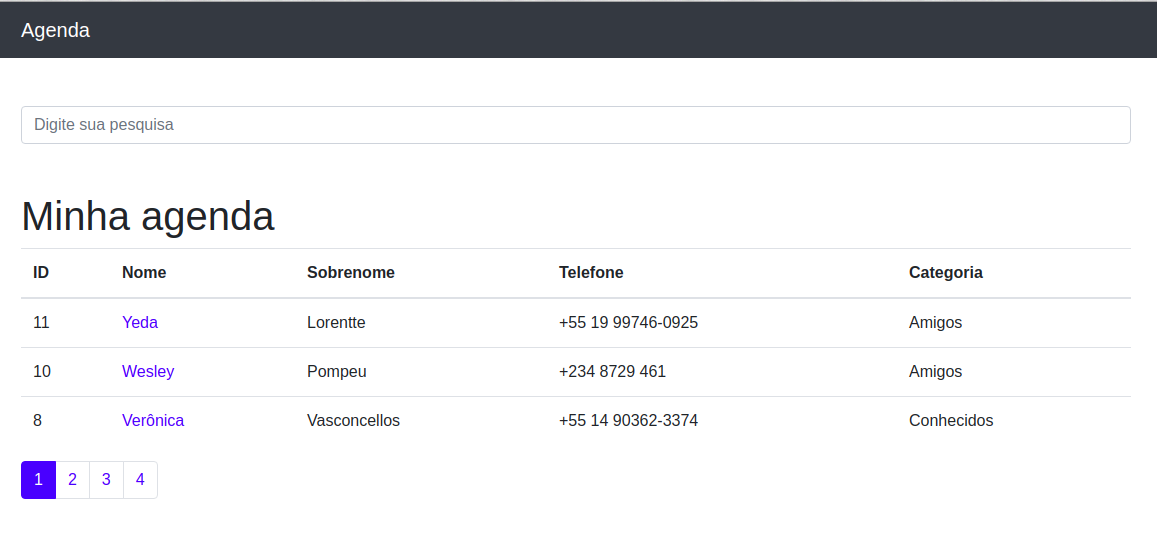 Agenda
Digite sua pesquisa
Minha agenda
ID Nome Sobrenome Telefone Categoria
11 Yeda Lorentte +55 19 99746-0925 Amigos
10 Wesley Pompeu +234 8729 461 Amigos
8 Verônica Vasconcellos +55 14 90362-3374 Conhecidos
1 2 3 4